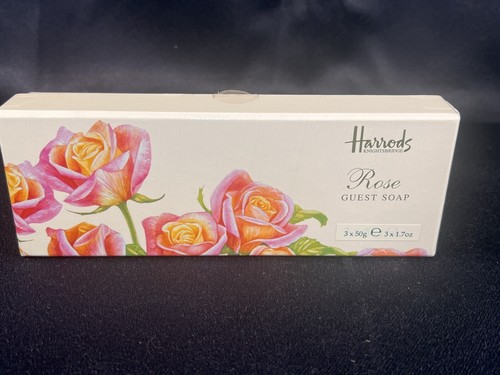 Harrods
KNIGHTSBRIDGE
Rose
GUEST SOAP
3 x 50g ℮ 3 x 1.7oz